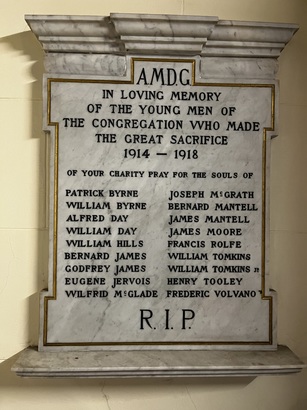 AMDG
IN LOVING MEMORY
OF THE YOUNG MEN OF
THE CONGREGATION WHO MADE
THE GREAT SACRIFICE
1914 — 1918
OF YOUR CHARITY PRAY FOR THE SOULS OF
PATRICK BYRNE
WILLIAM BYRNE
ALFRED DAY
WILLIAM DAY
WILLIAM HILLS
BERNARD JAMES
GODFREY JAMES
EUGENE JERVOIS
WILFRID McGLADE
JOSEPH McGRATH
BERNARD MANTELL
JAMES MANTELL
JAMES MOORE
FRANCIS ROLFE
WILLIAM TOMKINS
WILLIAM TOMKINS
HENRY TOOLEY
FREDERIC VOLVANO
R.I.P.